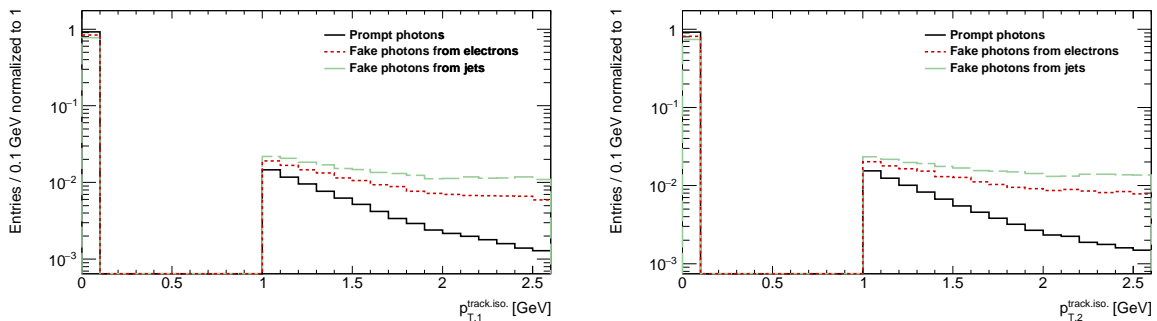 Entries / 0.1 GeV normalized to 1
1
10⁻¹
10⁻²
10⁻³
Prompt photons
Fake photons from electrons
Fake photons from jets
0 0.5 1 1.5 2 2.5
p_{T,1}^{track.iso.} [GeV]
Entries / 0.1 GeV normalized to 1
1
10⁻¹
10⁻²
10⁻³
Prompt photons
Fake photons from electrons
Fake photons from jets
0 0.5 1 1.5 2 2.5
p_{T,2}^{track.iso.} [GeV]